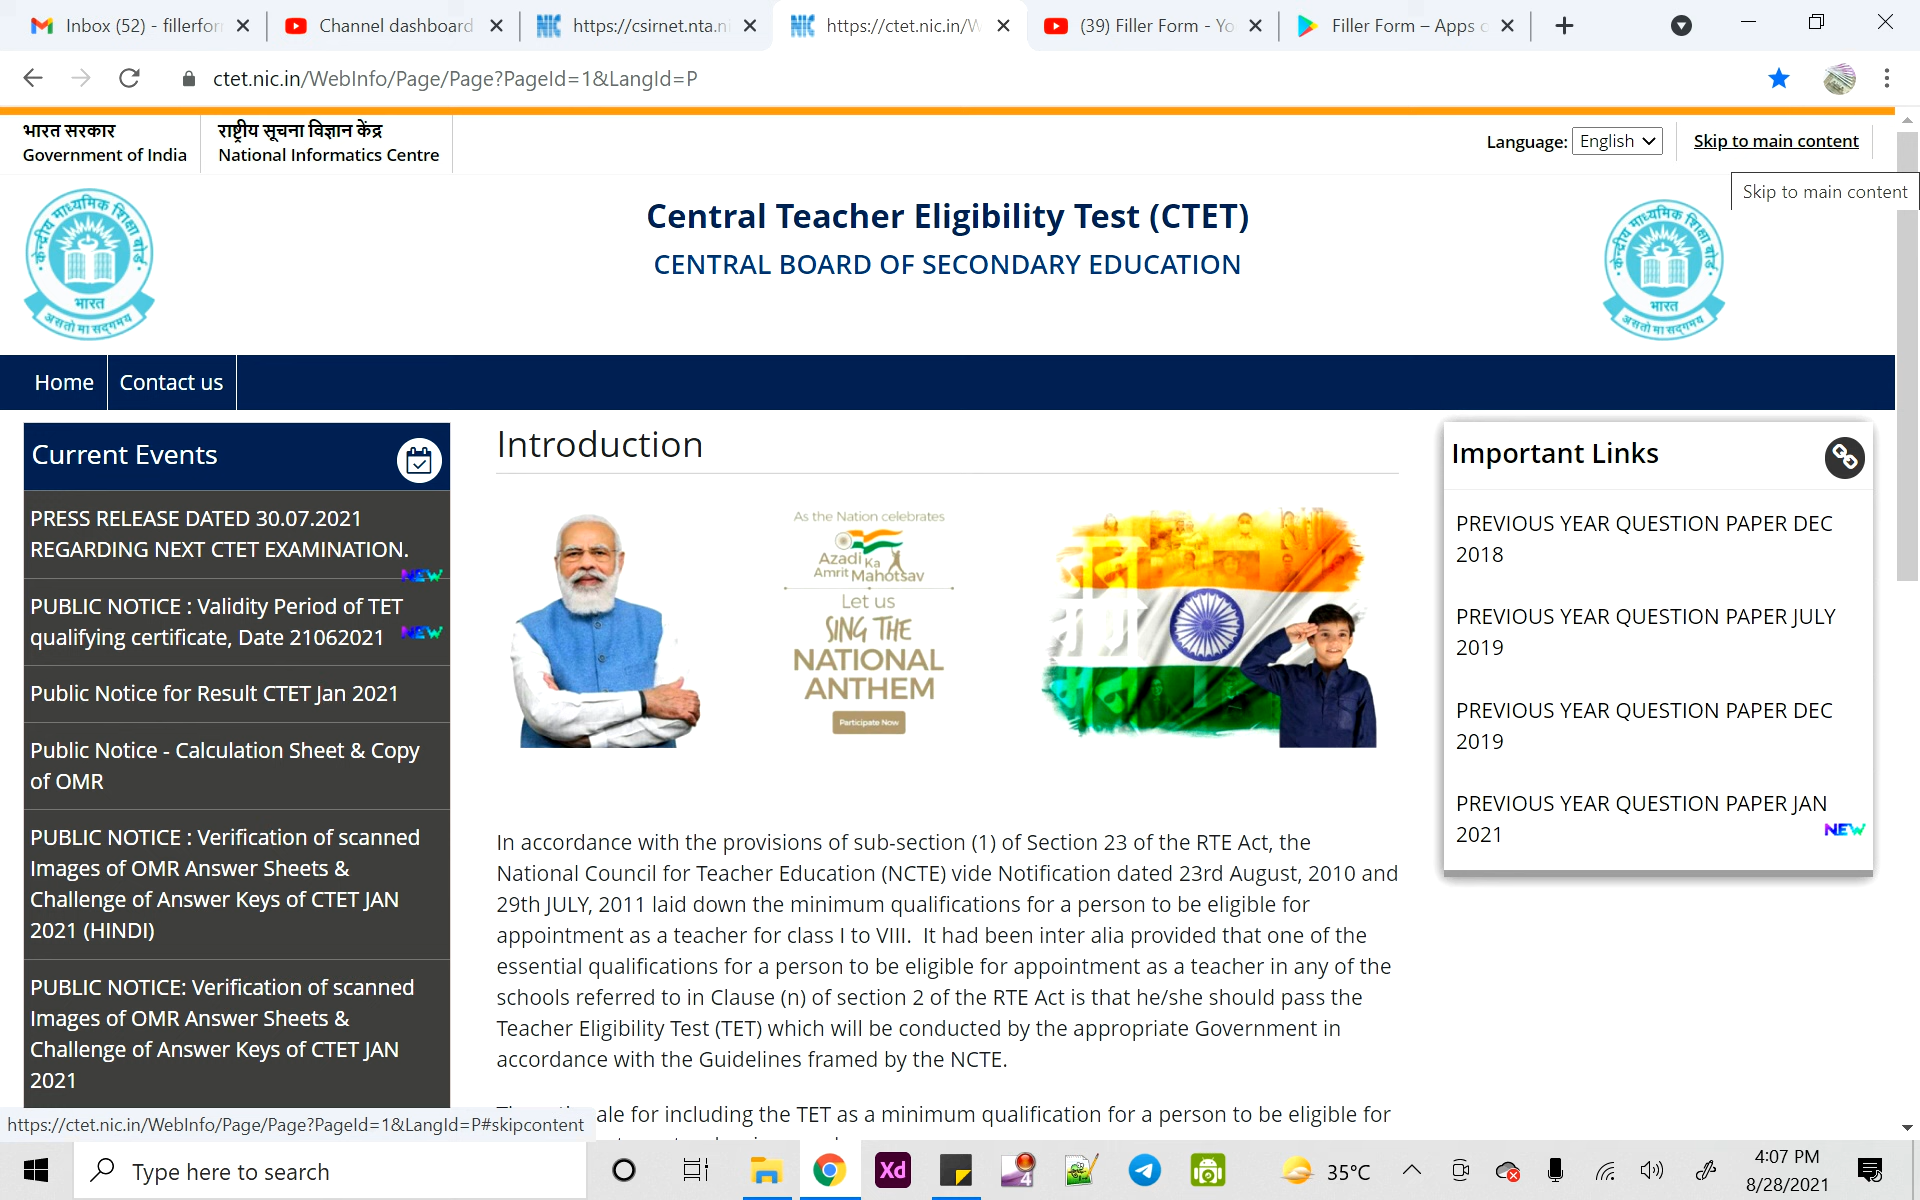 Inbox (52) - fillerfor
Channel dashboard
https://csirnet.nta.ni
https://ctet.nic.in/W
(39) Filler Form - Yo
Filler Form – Apps o
ctet.nic.in/WebInfo/Page/Page?PageId=1&LangId=P
भारत सरकार
Government of India
राष्ट्रीय सूचना विज्ञान केंद्र
National Informatics Centre
Language: English
Skip to main content
Skip to main content
केन्द्रीय माध्यमिक शिक्षा बोर्ड
भारत
असतो मा सद्गमय
Central Teacher Eligibility Test (CTET)
CENTRAL BOARD OF SECONDARY EDUCATION
केन्द्रीय माध्यमिक शिक्षा बोर्ड
भारत
असतो मा सद्गमय
Home
Contact us
Current Events
PRESS RELEASE DATED 30.07.2021
REGARDING NEXT CTET EXAMINATION.
NEW
PUBLIC NOTICE : Validity Period of TET
qualifying certificate, Date 21062021 NEW
Public Notice for Result CTET Jan 2021
Public Notice - Calculation Sheet & Copy
of OMR
PUBLIC NOTICE : Verification of scanned
Images of OMR Answer Sheets &
Challenge of Answer Keys of CTET JAN
2021 (HINDI)
PUBLIC NOTICE: Verification of scanned
Images of OMR Answer Sheets &
Challenge of Answer Keys of CTET JAN
2021
Introduction
As the Nation celebrates
Azadi Ka
Amrit Mahotsav
Let us
SING THE
NATIONAL
ANTHEM
Participate Now
जन
गण
मन
In accordance with the provisions of sub-section (1) of Section 23 of the RTE Act, the
National Council for Teacher Education (NCTE) vide Notification dated 23rd August, 2010 and
29th JULY, 2011 laid down the minimum qualifications for a person to be eligible for
appointment as a teacher for class I to VIII.  It had been inter alia provided that one of the
essential qualifications for a person to be eligible for appointment as a teacher in any of the
schools referred to in Clause (n) of section 2 of the RTE Act is that he/she should pass the
Teacher Eligibility Test (TET) which will be conducted by the appropriate Government in
accordance with the Guidelines framed by the NCTE.
ale for including the TET as a minimum qualification for a person to be eligible for
Important Links
PREVIOUS YEAR QUESTION PAPER DEC
2018
PREVIOUS YEAR QUESTION PAPER JULY
2019
PREVIOUS YEAR QUESTION PAPER DEC
2019
PREVIOUS YEAR QUESTION PAPER JAN
2021 NEW
https://ctet.nic.in/WebInfo/Page/Page?PageId=1&LangId=P#skipcontent
Type here to search
Xd
4
35°C
4:07 PM
8/28/2021